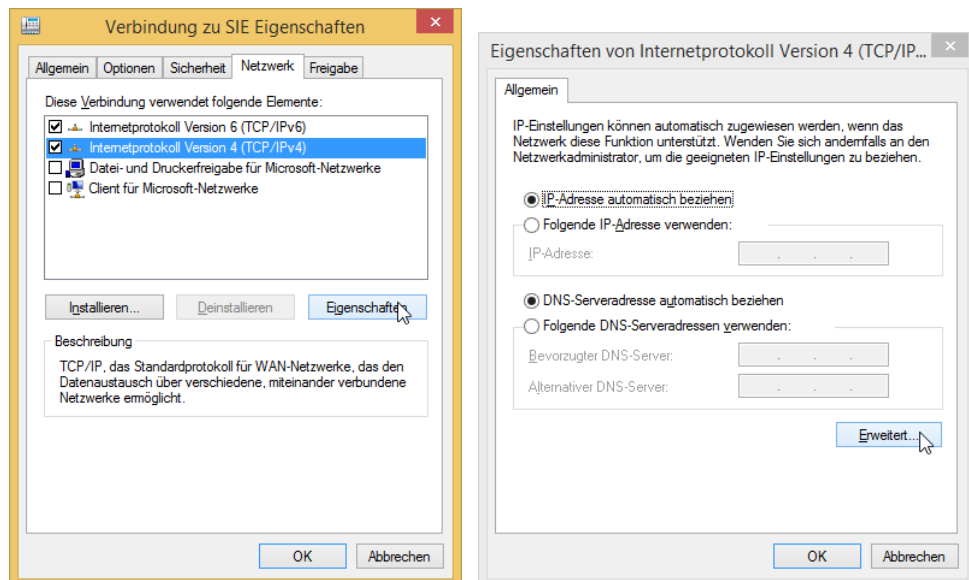 Verbindung zu SIE Eigenschaften
Allgemein Optionen Sicherheit Netzwerk Freigabe
Diese Verbindung verwendet folgende Elemente:
Internetprotokoll Version 6 (TCP/IPv6)
Internetprotokoll Version 4 (TCP/IPv4)
Datei- und Druckerfreigabe für Microsoft-Netzwerke
Client für Microsoft-Netzwerke
Installieren... Deinstallieren Eigenschaften
Beschreibung
TCP/IP, das Standardprotokoll für WAN-Netzwerke, das den
Datenaustausch über verschiedene, miteinander verbundene
Netzwerke ermöglicht.
OK Abbrechen
Eigenschaften von Internetprotokoll Version 4 (TCP/IP...
Allgemein
IP-Einstellungen können automatisch zugewiesen werden, wenn das
Netzwerk diese Funktion unterstützt. Wenden Sie sich andernfalls an den
Netzwerkadministrator, um die geeigneten IP-Einstellungen zu beziehen.
IP-Adresse automatisch beziehen
Folgende IP-Adresse verwenden:
IP-Adresse:
DNS-Serveradresse automatisch beziehen
Folgende DNS-Serveradressen verwenden:
Bevorzugter DNS-Server:
Alternativer DNS-Server:
Erweitert...
OK Abbrechen